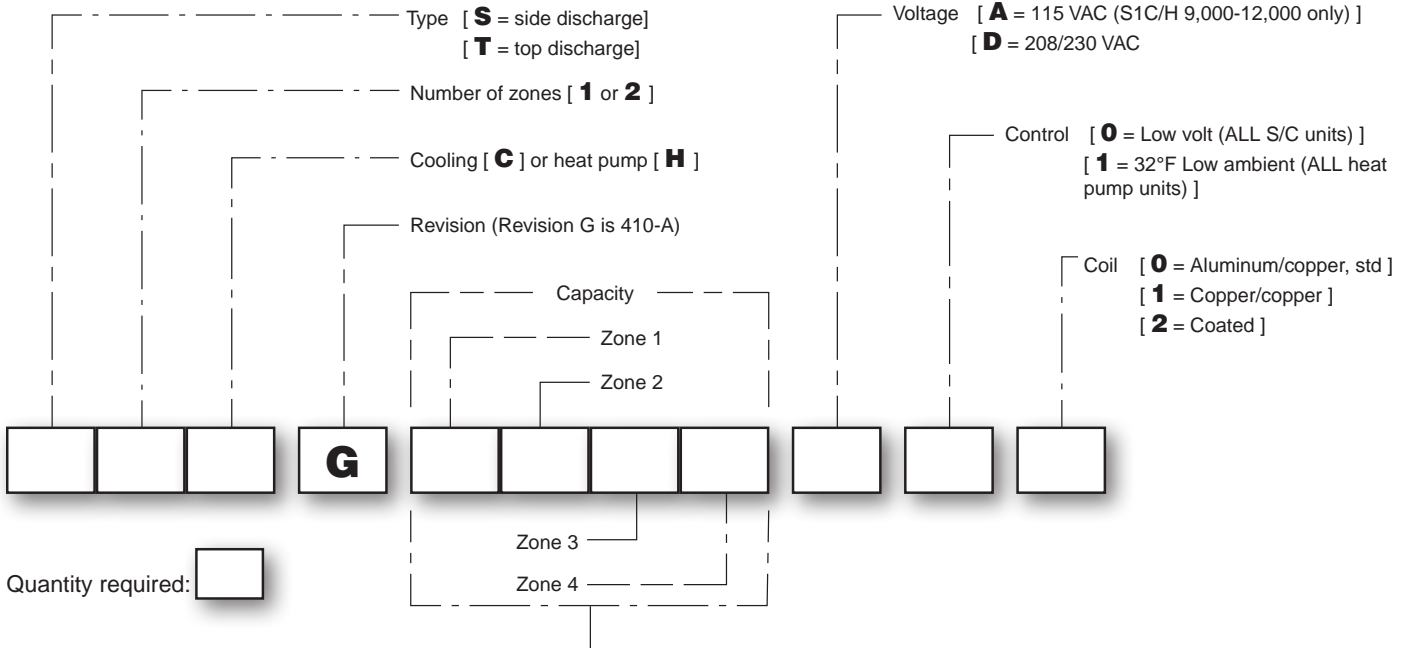 Type [ S = side discharge]
[ T = top discharge]
Number of zones [ 1 or 2 ]
Cooling [ C ] or heat pump [ H ]
Revision (Revision G is 410-A)
Capacity
Zone 1
Zone 2
Voltage [ A = 115 VAC (S1C/H 9,000-12,000 only) ]
[ D = 208/230 VAC
Control [ 0 = Low volt (ALL S/C units) ]
[ 1 = 32°F Low ambient (ALL heat
pump units) ]
Coil [ 0 = Aluminum/copper, std ]
[ 1 = Copper/copper ]
[ 2 = Coated ]
G
Zone 3
Zone 4
Quantity required: